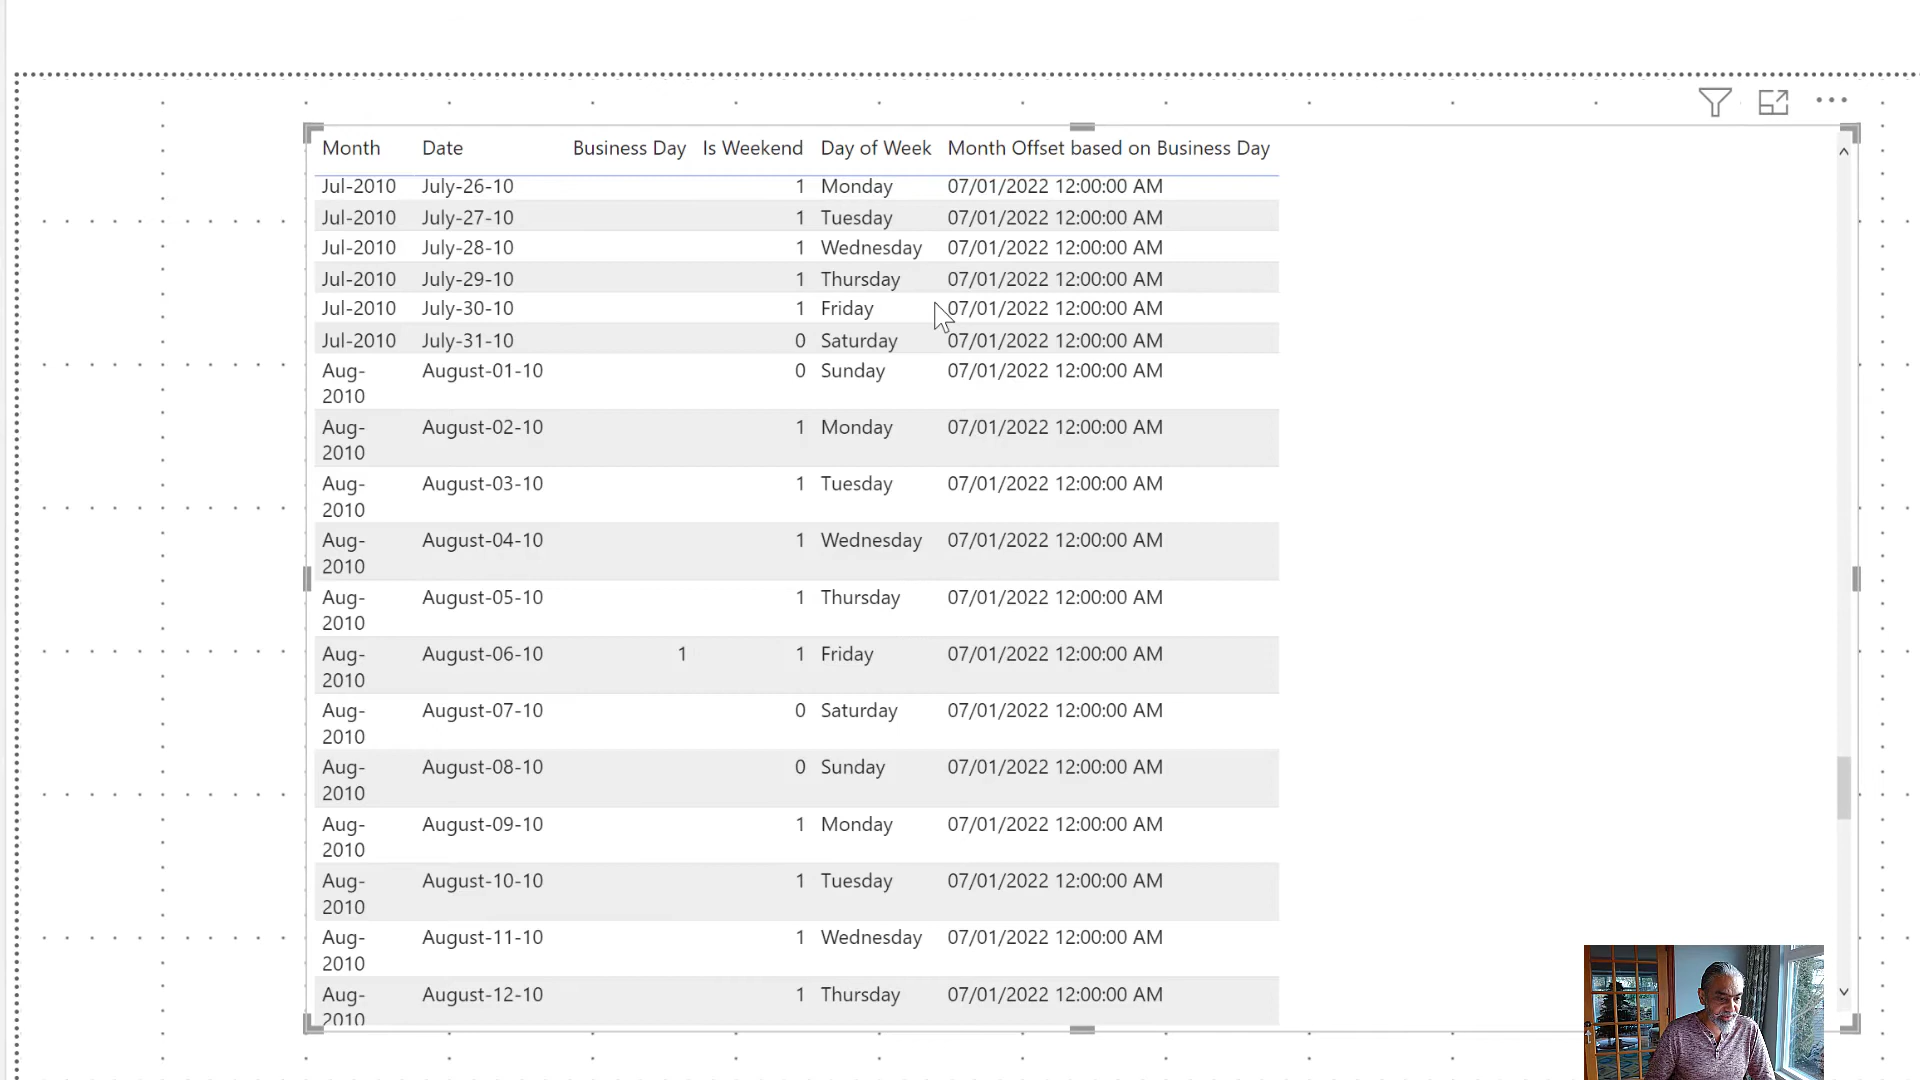 Month Date Business Day Is Weekend Day of Week Month Offset based on Business Day
Jul-2010 July-26-10 1 Monday 07/01/2022 12:00:00 AM
Jul-2010 July-27-10 1 Tuesday 07/01/2022 12:00:00 AM
Jul-2010 July-28-10 1 Wednesday 07/01/2022 12:00:00 AM
Jul-2010 July-29-10 1 Thursday 07/01/2022 12:00:00 AM
Jul-2010 July-30-10 1 Friday 07/01/2022 12:00:00 AM
Jul-2010 July-31-10 0 Saturday 07/01/2022 12:00:00 AM
Aug- August-01-10 0 Sunday 07/01/2022 12:00:00 AM
2010
Aug- August-02-10 1 Monday 07/01/2022 12:00:00 AM
2010
Aug- August-03-10 1 Tuesday 07/01/2022 12:00:00 AM
2010
Aug- August-04-10 1 Wednesday 07/01/2022 12:00:00 AM
2010
Aug- August-05-10 1 Thursday 07/01/2022 12:00:00 AM
2010
Aug- August-06-10 1 1 Friday 07/01/2022 12:00:00 AM
2010
Aug- August-07-10 0 Saturday 07/01/2022 12:00:00 AM
2010
Aug- August-08-10 0 Sunday 07/01/2022 12:00:00 AM
2010
Aug- August-09-10 1 Monday 07/01/2022 12:00:00 AM
2010
Aug- August-10-10 1 Tuesday 07/01/2022 12:00:00 AM
2010
Aug- August-11-10 1 Wednesday 07/01/2022 12:00:00 AM
2010
Aug- August-12-10 1 Thursday 07/01/2022 12:00:00 AM
2010